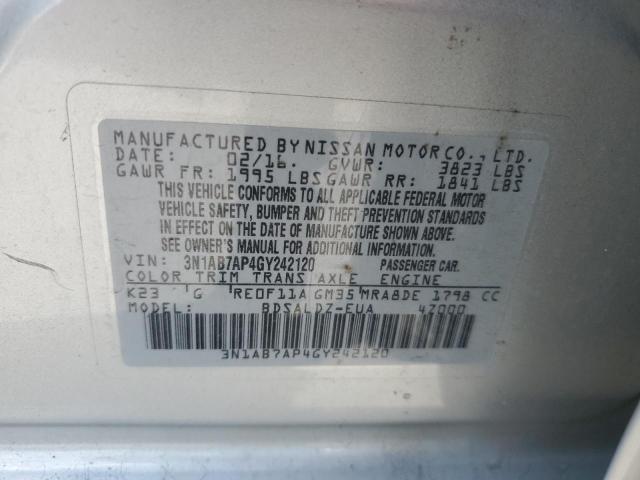 MANUFACTURED BY NISSAN MOTOR CO., LTD.
DATE: 02/16. GVWR: 3823 LBS
GAWR FR: 1995 LBS GAWR RR: 1841 LBS
THIS VEHICLE CONFORMS TO ALL APPLICABLE FEDERAL MOTOR
VEHICLE SAFETY, BUMPER AND THEFT PREVENTION STANDARDS
IN EFFECT ON THE DATE OF MANUFACTURE SHOWN ABOVE.
SEE OWNER'S MANUAL FOR ADDITIONAL INFORMATION
VIN: 3N1AB7AP4GY242120 PASSENGER CAR.
COLOR TRIM TRANS AXLE ENGINE
K23 G RE0F11A GM35 MRA8DE 1798 CC
MODEL: BDSALDZ-EUA 4Z000
3N1AB7AP4GY242120